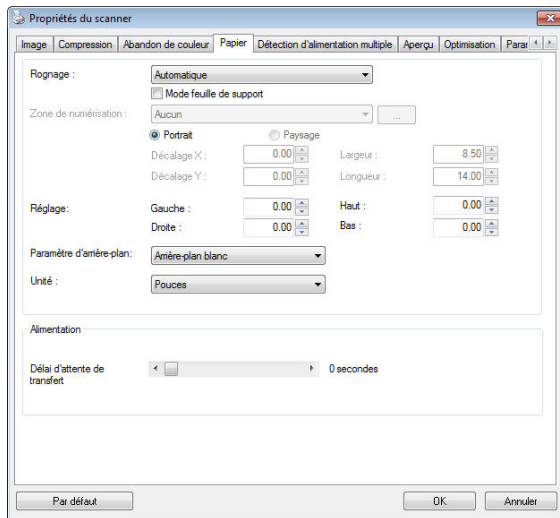 Propriétés du scanner
Image Compression Abandon de couleur Papier Détection d'alimentation multiple Aperçu Optimisation Parar
Rognage : Automatique
Mode feuille de support
Zone de numérisation : Aucun ...
Portrait Paysage
Décalage X : 0.00 Largeur : 8.50
Décalage Y : 0.00 Longueur : 14.00
Réglage: Gauche : 0.00 Haut : 0.00
Droite : 0.00 Bas : 0.00
Paramètre d'arrière-plan: Arrière-plan blanc
Unité : Pouces
Alimentation
Délai d'attente de 0 secondes
transfert
Par défaut OK Annuler